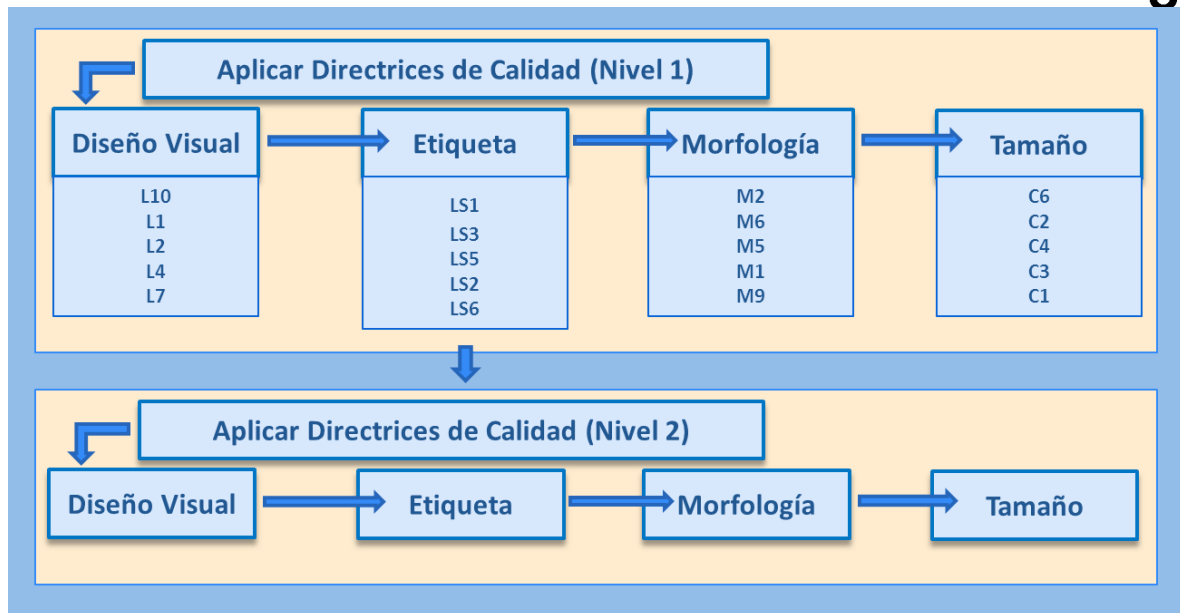 Aplicar Directrices de Calidad (Nivel 1)
Diseño Visual
L10
L1
L2
L4
L7
Etiqueta
LS1
LS3
LS5
LS2
LS6
Morfología
M2
M6
M5
M1
M9
Tamaño
C6
C2
C4
C3
C1
Aplicar Directrices de Calidad (Nivel 2)
Diseño Visual
Etiqueta
Morfología
Tamaño